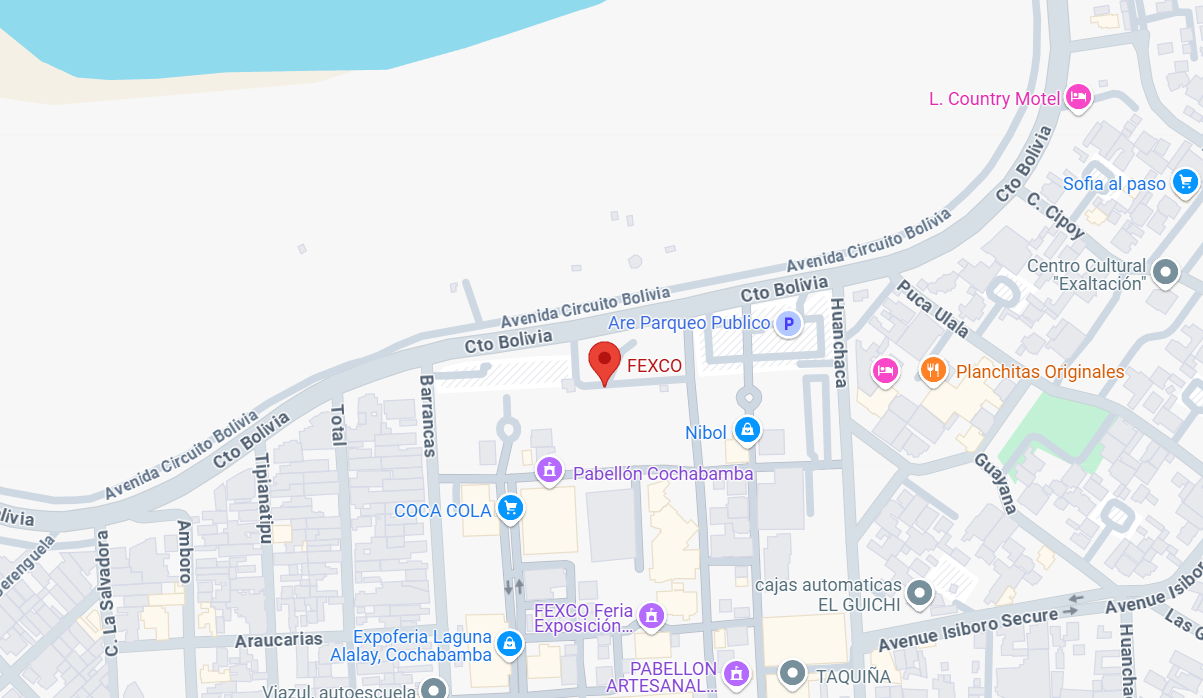 L. Country Motel
Cto Bolivia
Sofia al paso
C. Cipoy
Avenida Circuito Bolivia
Centro Cultural
"Exaltación"
Cto Bolivia
Puca Ulala
Huanchaca
Avenida Circuito Bolivia
Are Parqueo Publico
P
Cto Bolivia
FEXCO
Planchitas Originales
Barrancas
Total
Avenida Circuito Bolivia
Cto Bolivia
Nibol
Tipianatipu
Pabellón Cochabamba
Guayana
COCA COLA
livia
Amboro
C. La Salvadora
Berenguela
cajas automaticas
EL GUICHI
Avenue Isibor
Avenue Isiboro Secure
FEXCO Feria
Exposición...
Las G
Araucarias
Expoferia Laguna
Alalay, Cochabamba
Huanchac
PABELLON
ARTESANAL...
TAQUIÑA
Viazul, autoescuela